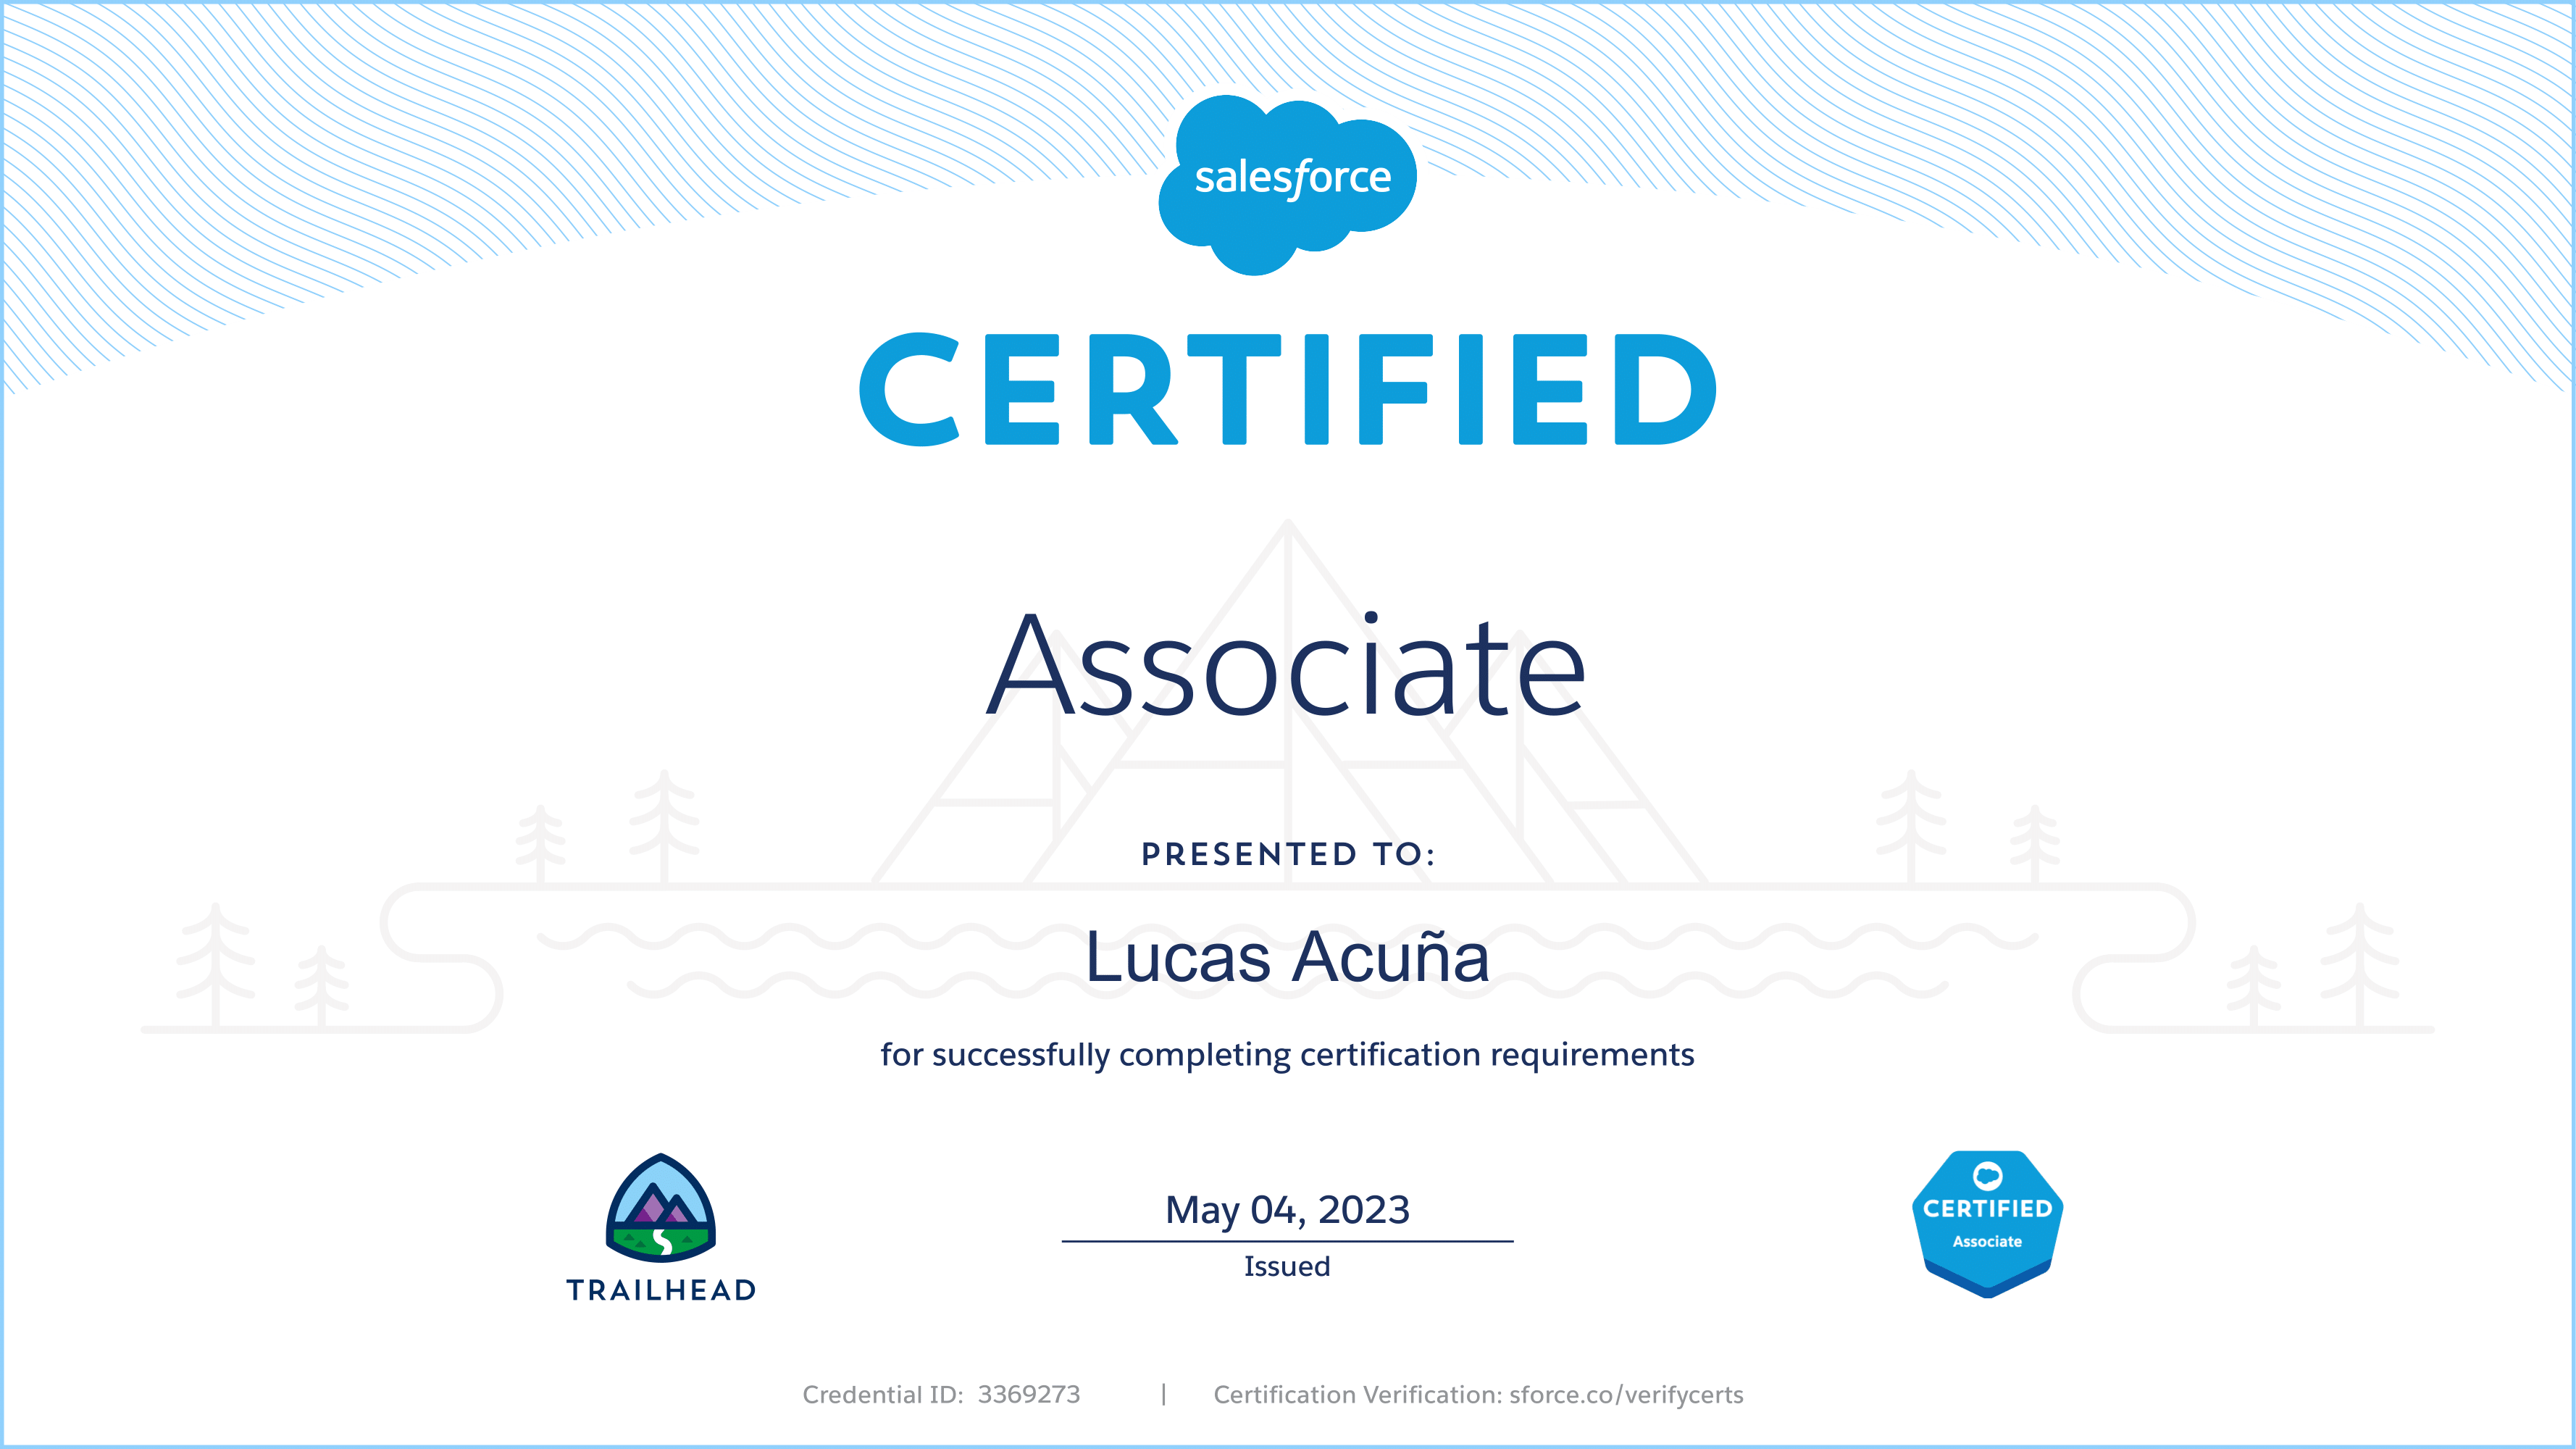 salesforce
CERTIFIED
Associate
PRESENTED TO:
Lucas Acuña
for successfully completing certification requirements
TRAILHEAD
May 04, 2023
Issued
CERTIFIED
Associate
Credential ID: 3369273 | Certification Verification: sforce.co/verifycerts